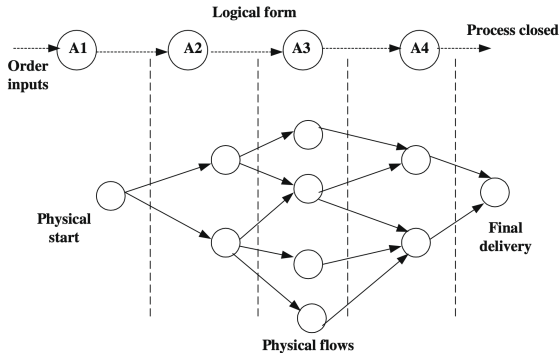 Logical form
Process closed
A1
A2
A3
A4
Order
inputs
Physical
start
Final
delivery
Physical flows